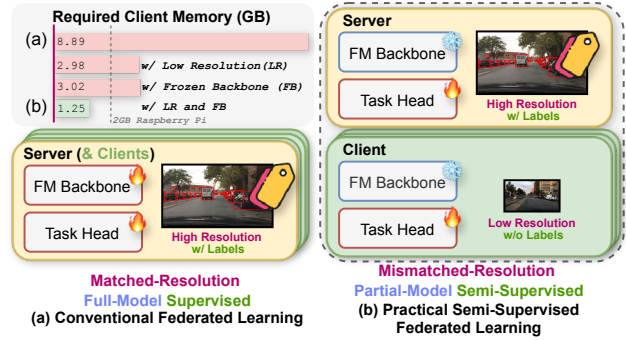 Required Client Memory (GB)
(a) 8.89
2.98 w/ Low Resolution(LR)
3.02 w/ Frozen Backbone (FB)
(b) 1.25 w/ LR and FB
2GB Raspberry Pi
Server (& Clients)
FM Backbone
Task Head
High Resolution
w/ Labels
Matched-Resolution
Full-Model Supervised
(a) Conventional Federated Learning
Server
FM Backbone
Task Head
High Resolution
w/ Labels
Client
FM Backbone
Task Head
Low Resolution
w/o Labels
Mismatched-Resolution
Partial-Model Semi-Supervised
(b) Practical Semi-Supervised
Federated Learning